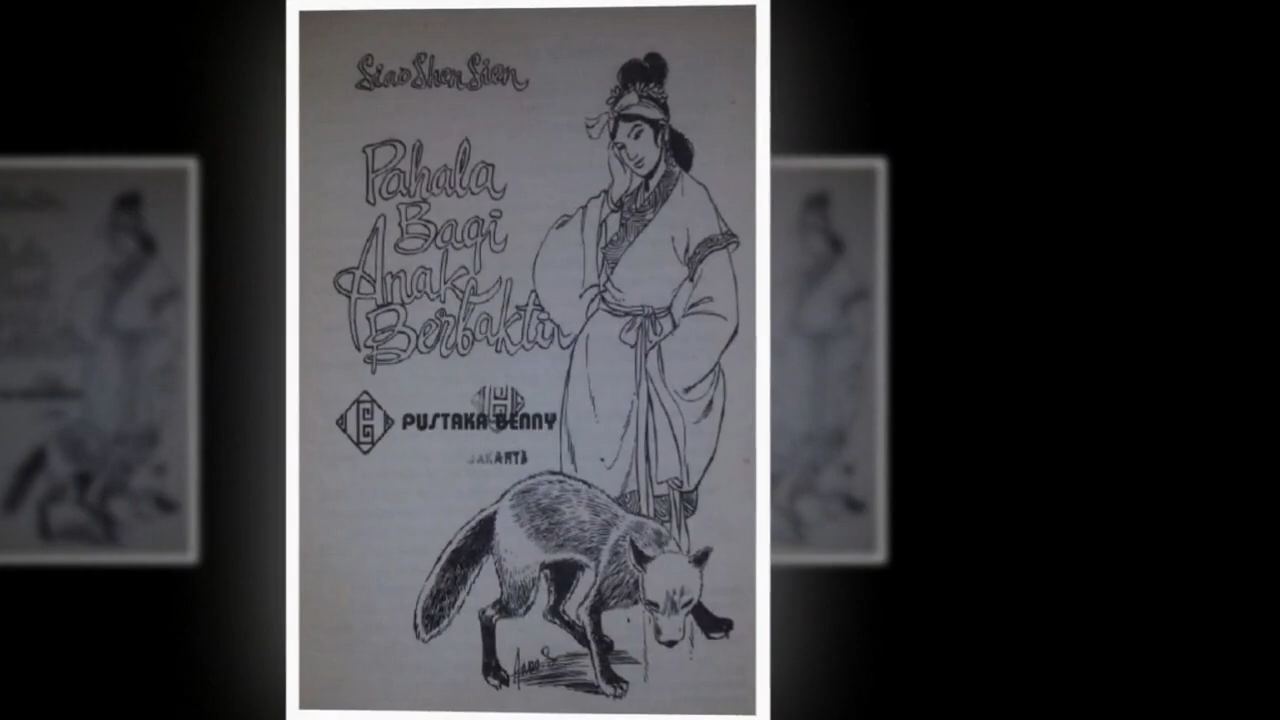 Siao Shen Sien
Pahala
Bagi
Anak
Berbakti
PUSTAKA BENNY
JAKARTA